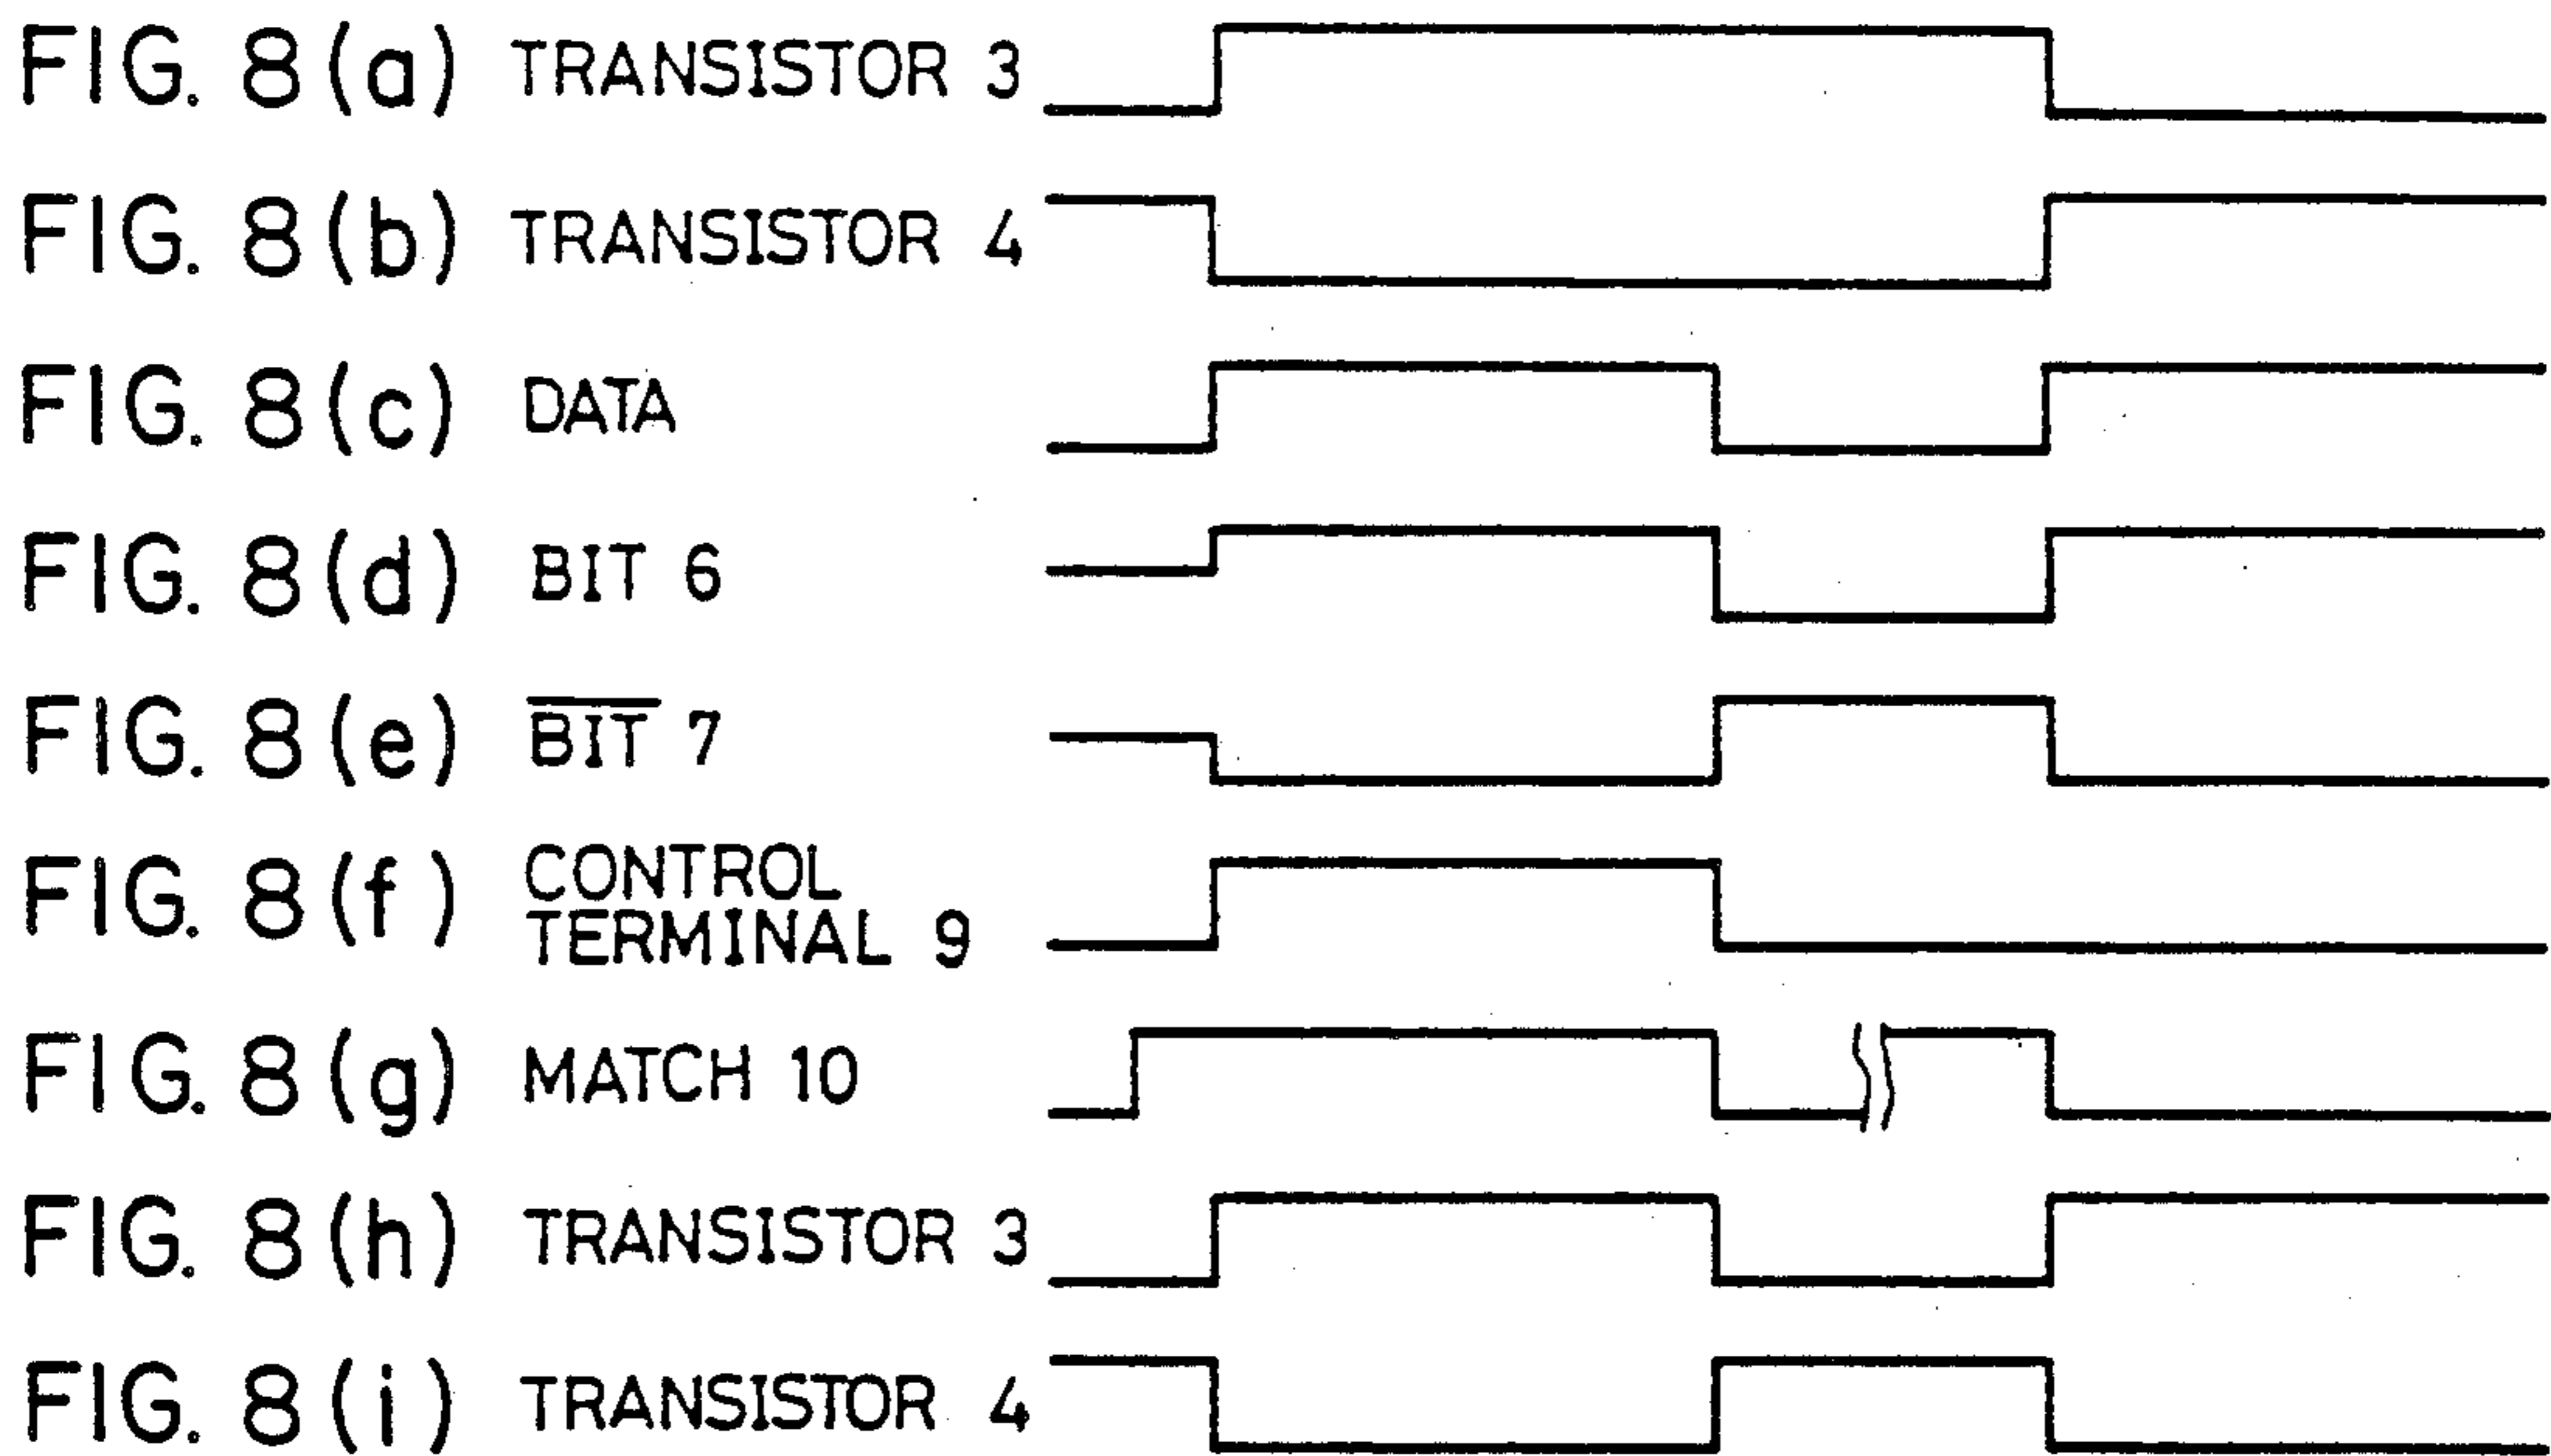 FIG. 8(a) TRANSISTOR 3
FIG. 8(b) TRANSISTOR 4
FIG. 8(c) DATA
FIG. 8(d) BIT 6
FIG. 8(e) B̅I̅T̅ 7
FIG. 8(f) CONTROL
TERMINAL 9
FIG. 8(g) MATCH 10
FIG. 8(h) TRANSISTOR 3
FIG. 8(i) TRANSISTOR 4